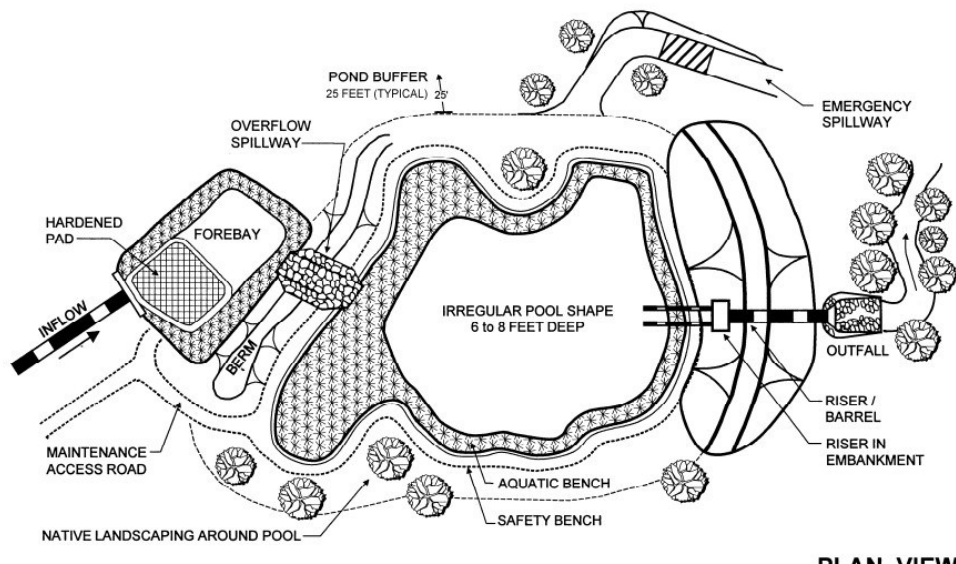 POND BUFFER
25 FEET (TYPICAL)
25'
OVERFLOW
SPILLWAY
EMERGENCY
SPILLWAY
HARDENED
PAD
FOREBAY
INFLOW
IRREGULAR POOL SHAPE
6 to 8 FEET DEEP
BERM
OUTFALL
RISER /
BARREL
RISER IN
EMBANKMENT
MAINTENANCE
ACCESS ROAD
AQUATIC BENCH
SAFETY BENCH
NATIVE LANDSCAPING AROUND POOL
PLAN VIEW